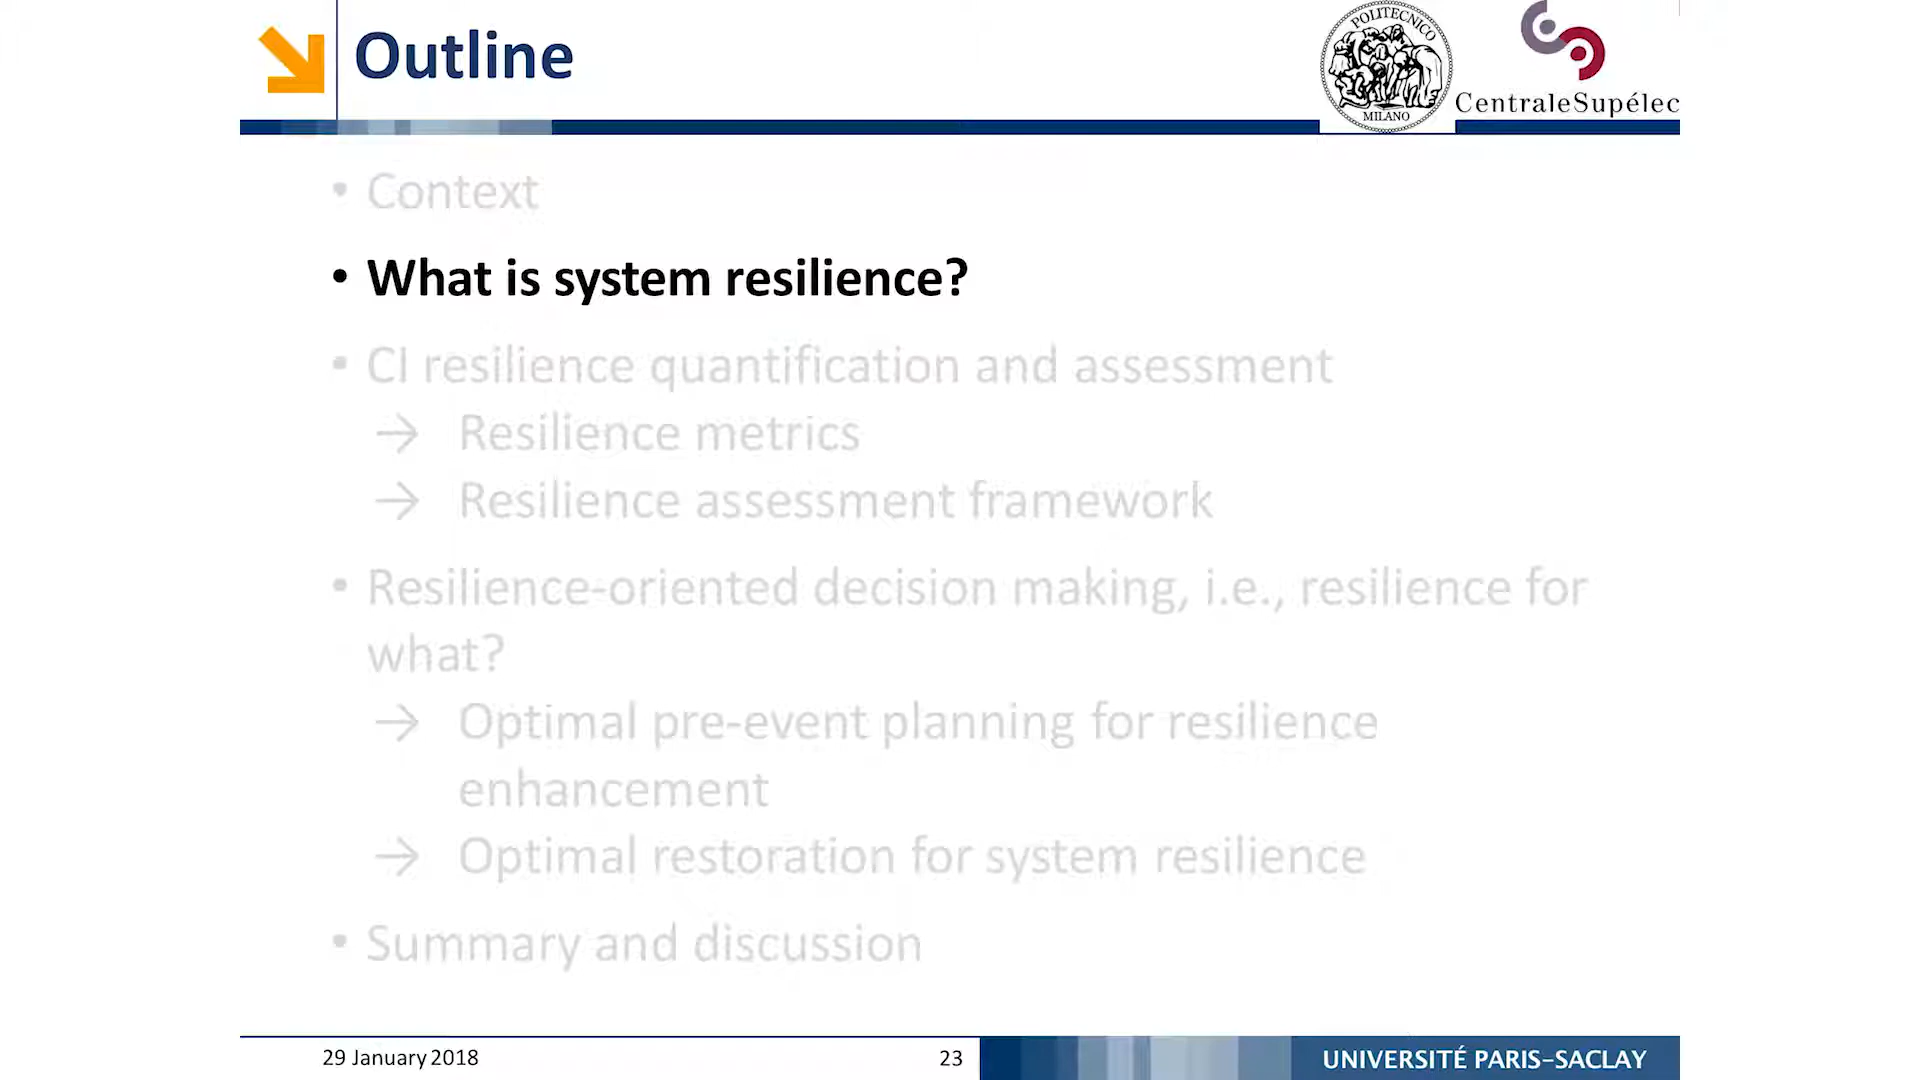 Outline
POLITECNICO
MILANO
CentraleSupélec
• Context
• What is system resilience?
• CI resilience quantification and assessment
→ Resilience metrics
→ Resilience assessment framework
• Resilience-oriented decision making, i.e., resilience for
what?
→ Optimal pre-event planning for resilience
enhancement
→ Optimal restoration for system resilience
• Summary and discussion
29 January 2018
23
UNIVERSITÉ PARIS–SACLAY